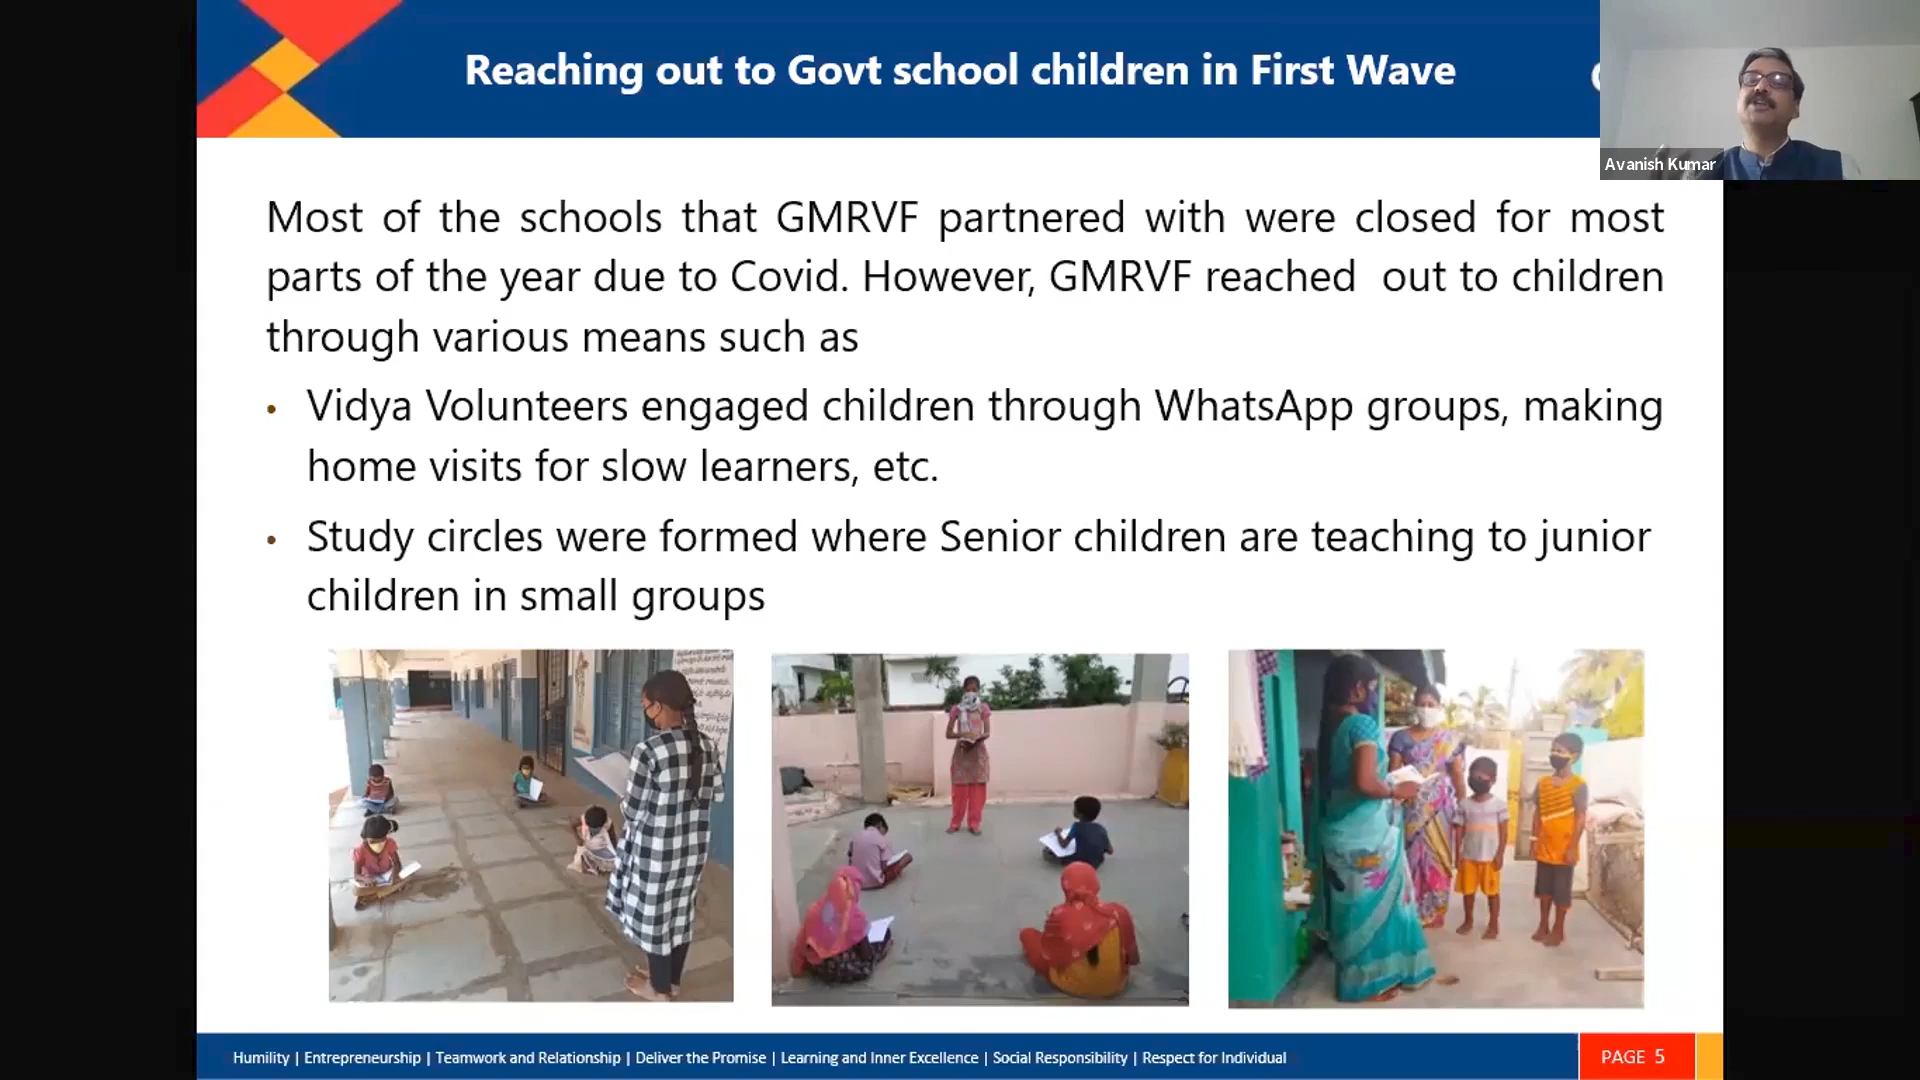 Reaching out to Govt school children in First Wave
Avanish Kumar
Most of the schools that GMRVF partnered with were closed for most
parts of the year due to Covid. However, GMRVF reached out to children
through various means such as
• Vidya Volunteers engaged children through WhatsApp groups, making
home visits for slow learners, etc.
• Study circles were formed where Senior children are teaching to junior
children in small groups
Humility | Entrepreneurship | Teamwork and Relationship | Deliver the Promise | Learning and Inner Excellence | Social Responsibility | Respect for Individual
PAGE 5